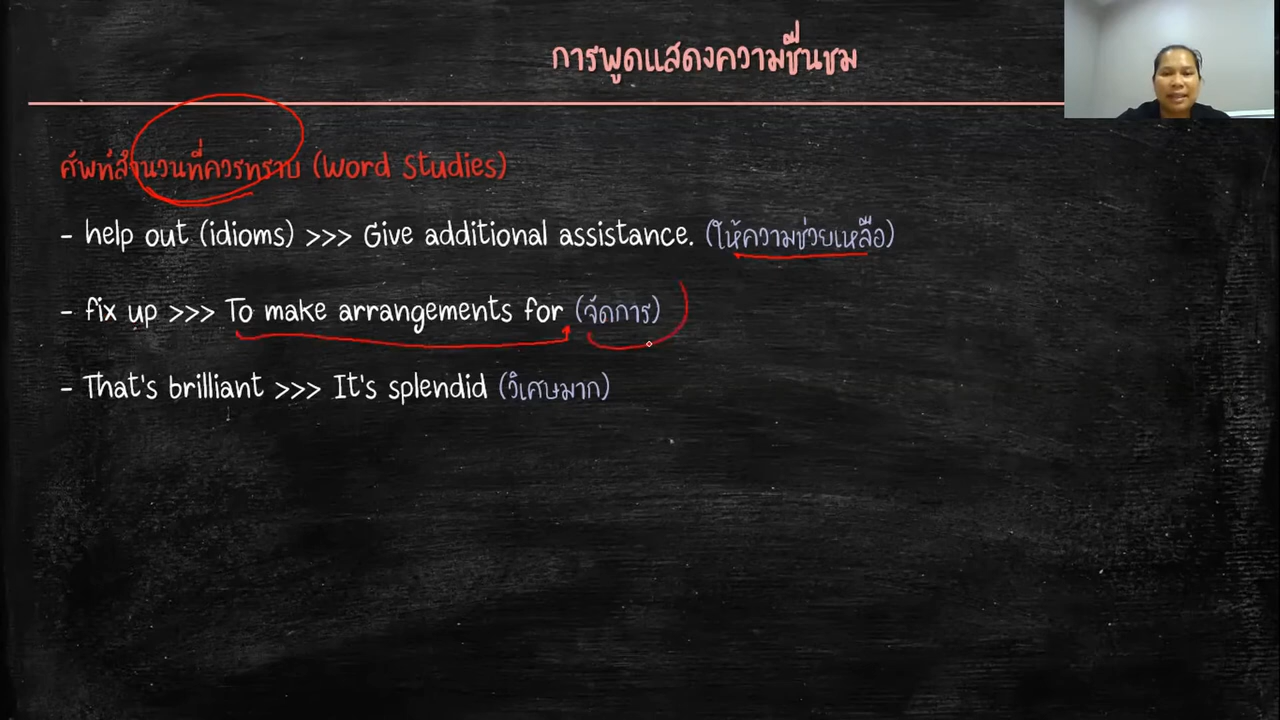 การพูดแสดงความชื่นชม
ศัพท์สำนวนที่ควรทราบ (Word Studies)
- help out (idioms) >>> Give additional assistance. (ให้ความช่วยเหลือ)
- fix up >>> To make arrangements for (จัดการ)
- That's brilliant >>> It's splendid (วิเศษมาก)